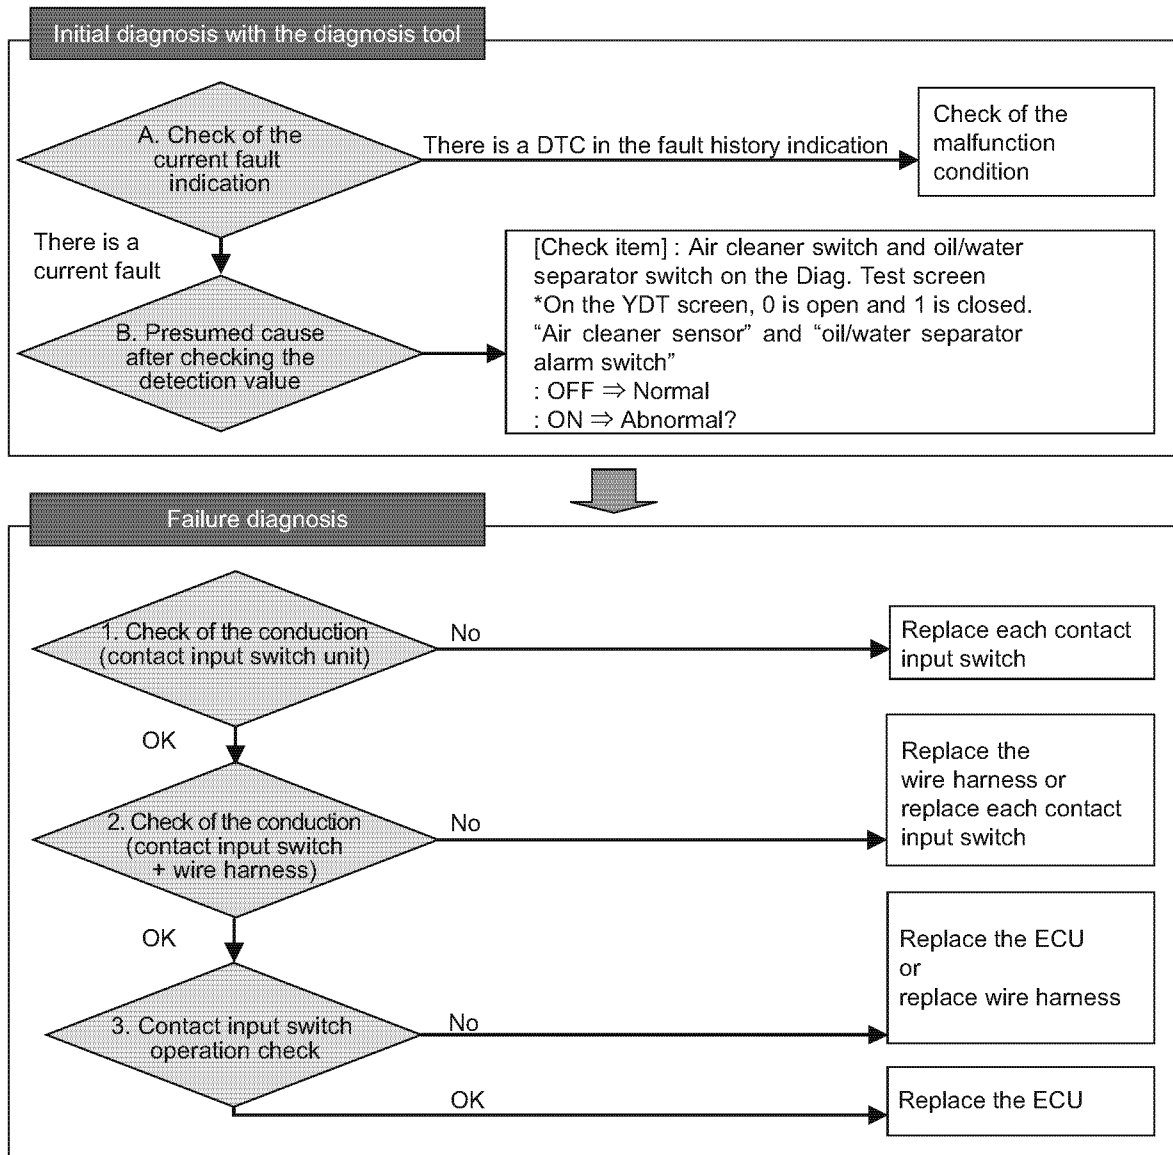 Initial diagnosis with the diagnosis tool
A. Check of the
current fault
indication
There is a DTC in the fault history indication
Check of the
malfunction
condition
There is a
current fault
B. Presumed cause
after checking the
detection value
[Check item] : Air cleaner switch and oil/water
separator switch on the Diag. Test screen
*On the YDT screen, 0 is open and 1 is closed.
“Air cleaner sensor” and “oil/water separator
alarm switch”
: OFF ⇒ Normal
: ON ⇒ Abnormal?
Failure diagnosis
1. Check of the conduction
(contact input switch unit)
No
Replace each contact
input switch
OK
2. Check of the conduction
(contact input switch
+ wire harness)
No
Replace the
wire harness or
replace each contact
input switch
OK
3. Contact input switch
operation check
No
Replace the ECU
or
replace wire harness
OK
Replace the ECU